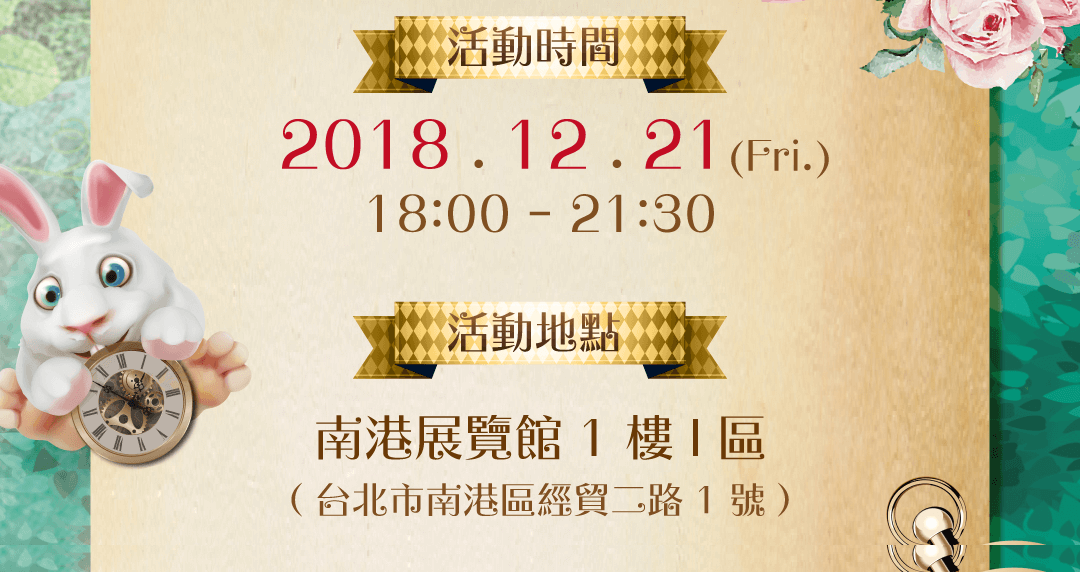 活動時間
2018 . 12 . 21 (Fri.)
18:00 - 21:30
活動地點
南港展覽館 1 樓 I 區
( 台北市南港區經貿二路 1 號 )